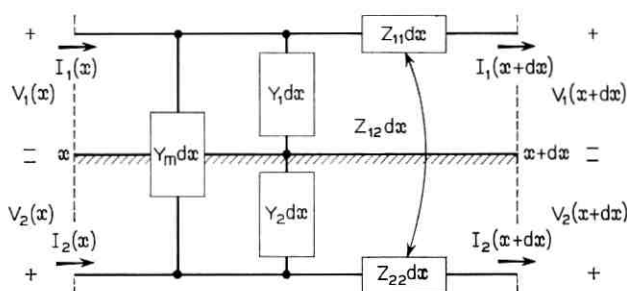 + Z₁₁dx +
I₁(x) I₁(x+dx)
V₁(x) Y₁dx V₁(x+dx)
Z₁₂dx
= x Yₘdx x+dx =
V₂(x) Y₂dx V₂(x+dx)
I₂(x) I₂(x+dx)
+ Z₂₂dx +